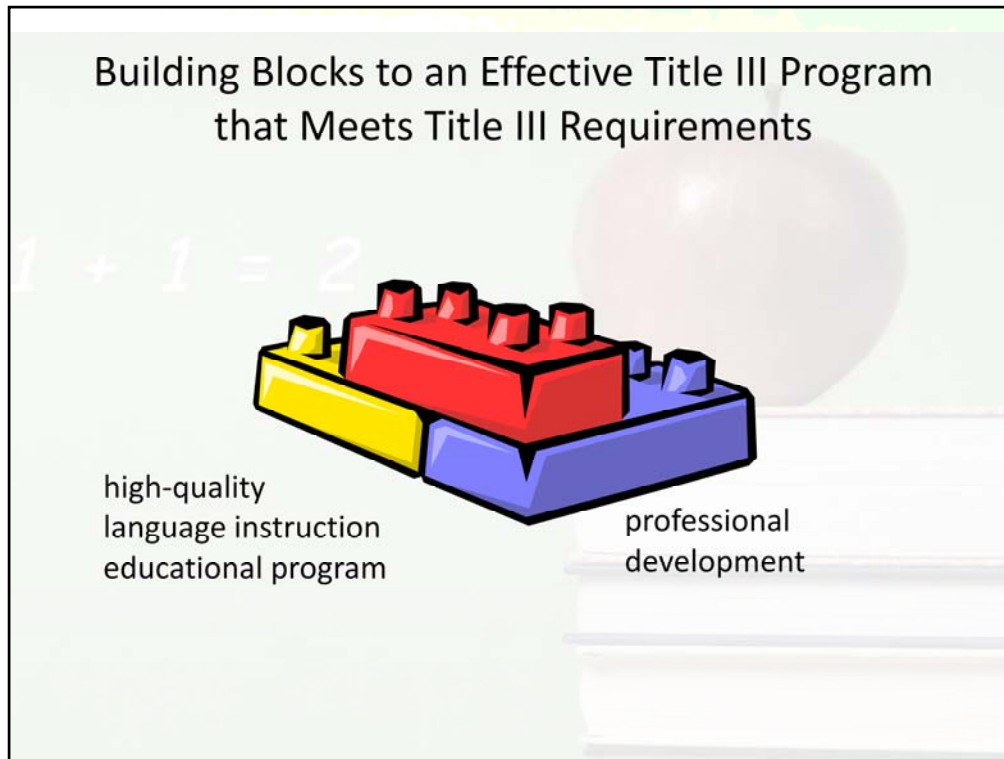 Building Blocks to an Effective Title III Program
that Meets Title III Requirements
1 + 1 = 2
high-quality
language instruction
educational program
professional
development